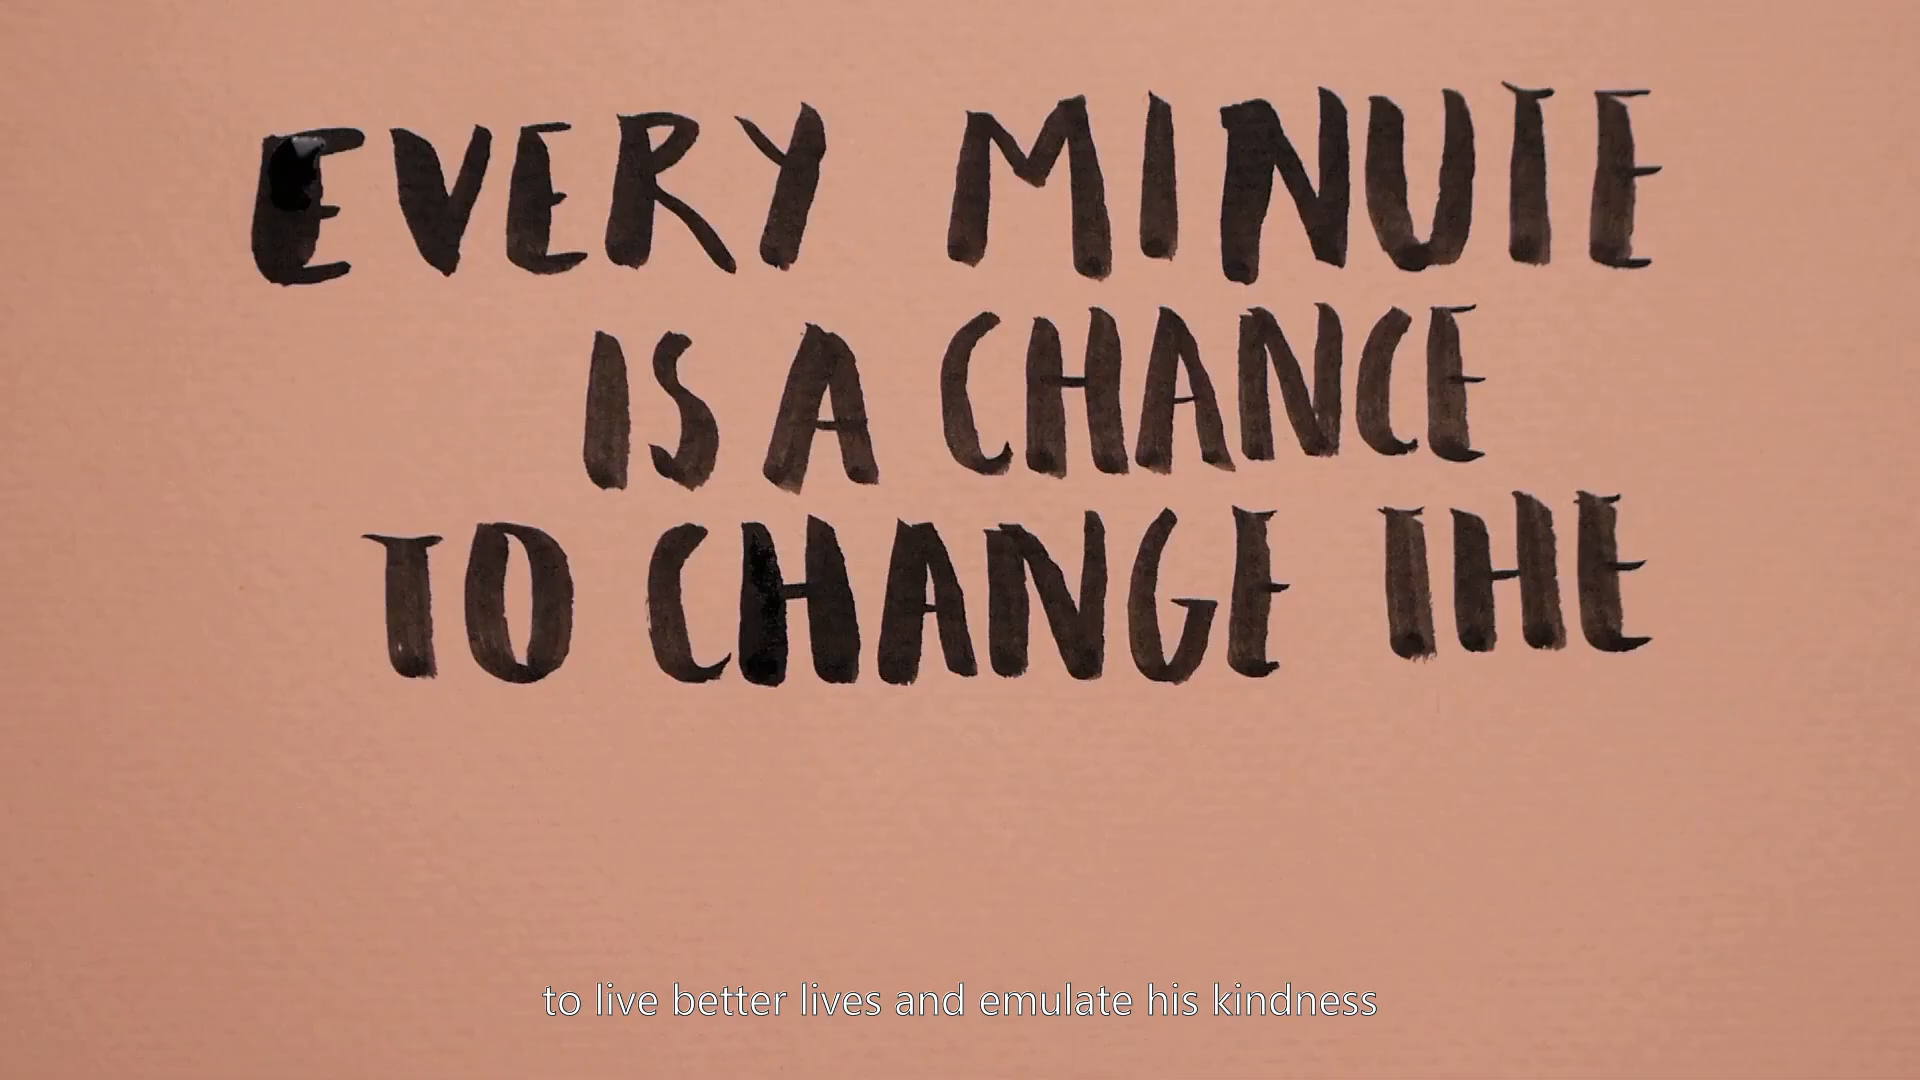 EVERY MINUTE
IS A CHANCE
TO CHANGE THE
to live better lives and emulate his kindness